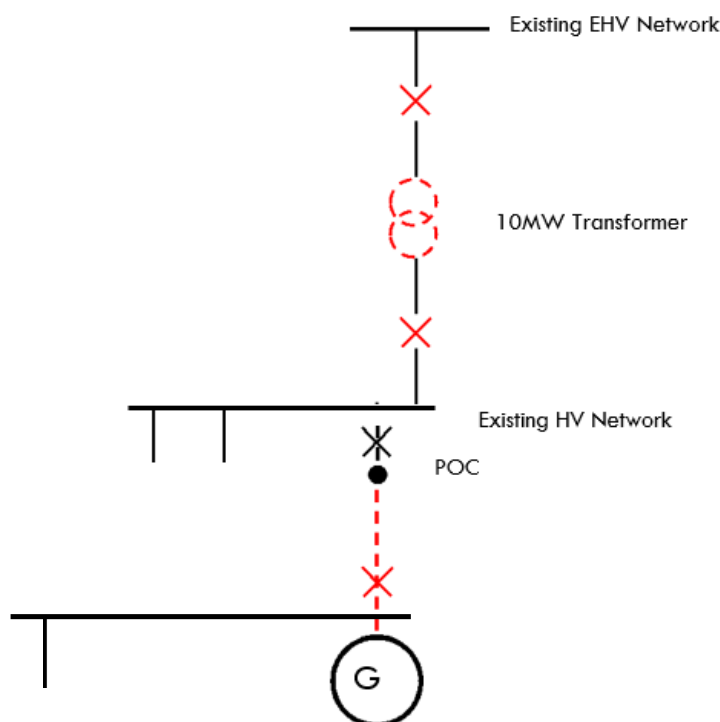 Existing EHV Network
10MW Transformer
Existing HV Network
POC
G